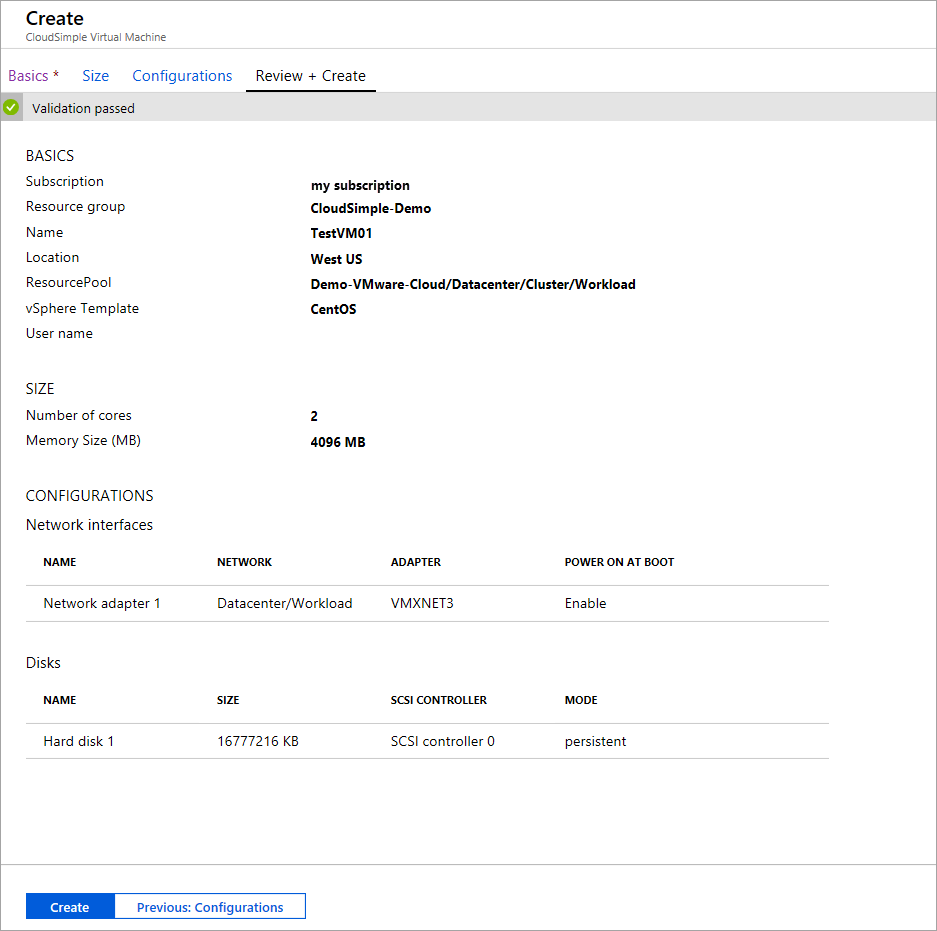 Create
CloudSimple Virtual Machine
Basics * Size Configurations Review + Create
Validation passed
BASICS
Subscription my subscription
Resource group CloudSimple-Demo
Name TestVM01
Location West US
ResourcePool Demo-VMware-Cloud/Datacenter/Cluster/Workload
vSphere Template CentOS
User name
SIZE
Number of cores 2
Memory Size (MB) 4096 MB
CONFIGURATIONS
Network interfaces
NAME NETWORK ADAPTER POWER ON AT BOOT
Network adapter 1 Datacenter/Workload VMXNET3 Enable
Disks
NAME SIZE SCSI CONTROLLER MODE
Hard disk 1 16777216 KB SCSI controller 0 persistent
Create Previous: Configurations